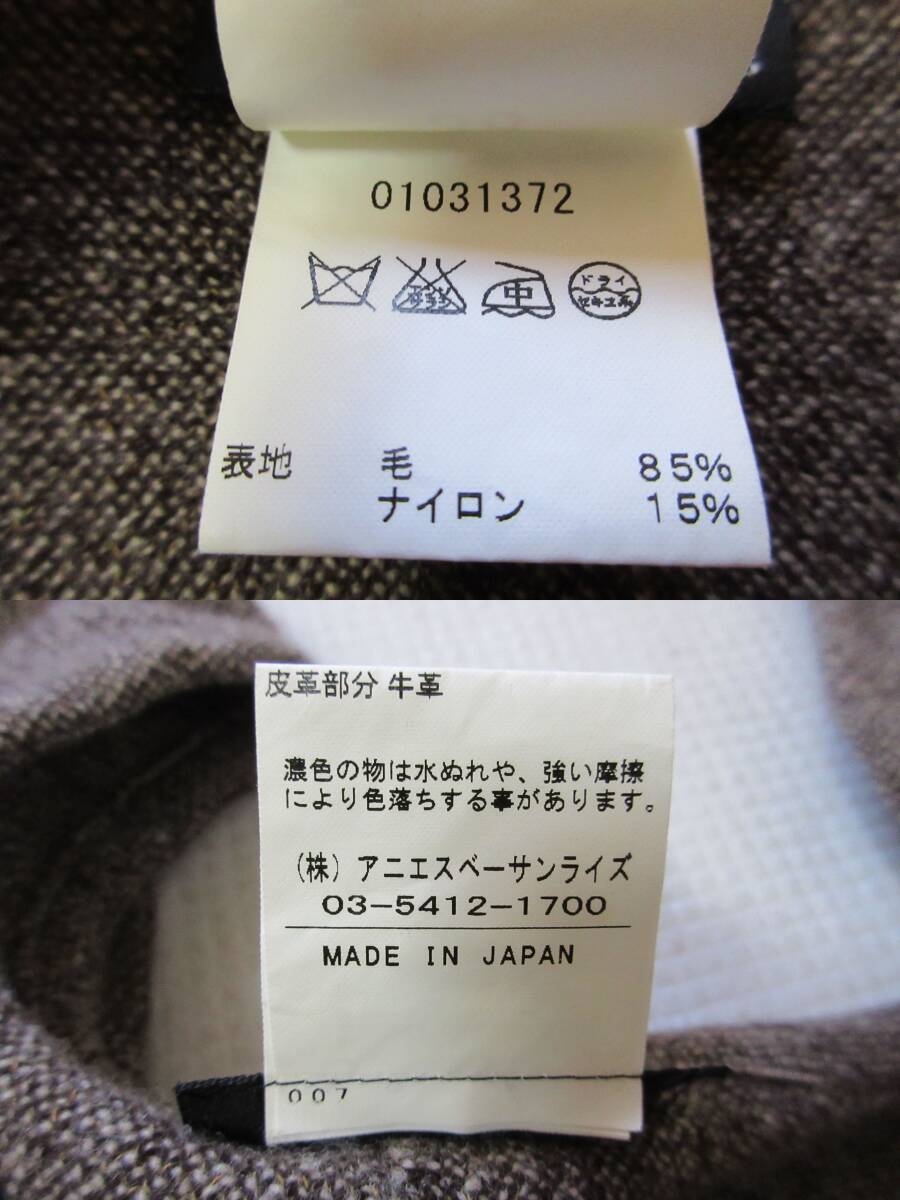 01031372
中 ドライ
セキユ系
表地 毛 85%
ナイロン 15%
皮革部分 牛革
濃色の物は水ぬれや、強い摩擦
により色落ちする事があります。
(株) アニエスベーサンライズ
03-5412-1700
MADE IN JAPAN
007